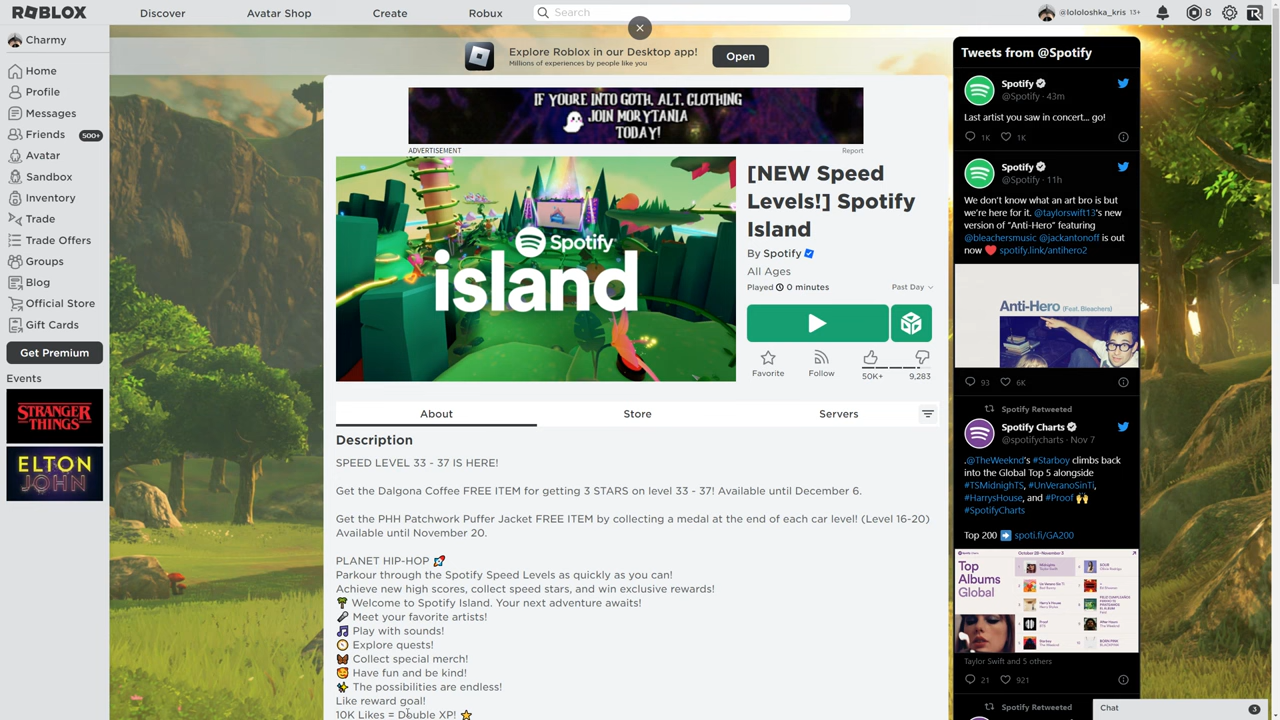 ROBLOX
Discover
Avatar Shop
Create
Robux
Search
@lololoshka_kris 13+
8
Charmy
Home
Profile
Messages
Friends
500+
Avatar
Sandbox
Inventory
Trade
Trade Offers
Groups
Blog
Official Store
Gift Cards
Get Premium
Events
STRANGER
THINGS
ELTON
JOHN
Explore Roblox in our Desktop app!
Millions of experiences by people like you
Open
IF YOU'RE INTO GOTH, ALT, CLOTHING
JOIN MORYTANIA
TODAY!
ADVERTISEMENT
Report
Spotify
island
[NEW Speed
Levels!] Spotify
Island
By Spotify
All Ages
Played 0 minutes
Past Day
Favorite
Follow
50K+
9,283
About
Store
Servers
Description
SPEED LEVEL 33 - 37 IS HERE!
Get the Dalgona Coffee FREE ITEM for getting 3 STARS on level 33 - 37! Available until December 6.
Get the PHH Patchwork Puffer Jacket FREE ITEM by collecting a medal at the end of each car level! (Level 16-20)
Available until November 20.
PLANET HIP-HOP 🚀
Parkour through the Spotify Speed Levels as quickly as you can!
high scores, collect speed stars, and win exclusive rewards!
Welcome to Spotify Island. Your next adventure awaits!
Meet your favorite artists!
🎵 Play with sounds!
Explore quests!
Collect special merch!
Have fun and be kind!
✨ The possibilities are endless!
Like reward goal!
10K Likes = Double XP! ⭐
Tweets from @Spotify
Spotify
@Spotify · 43m
Last artist you saw in concert... go!
1K 1K
Spotify
@Spotify · 11h
We don't know what an art bro is but
we're here for it. @taylorswift13's new
version of "Anti-Hero" featuring
@bleachersmusic @jackantonoff is out
now ❤️ spotify.link/antihero2
Anti-Hero (Feat. Bleachers)
93 6K
Spotify Retweeted
Spotify Charts
@spotifycharts · Nov 7
.@TheWeeknd's #Starboy climbs back
into the Global Top 5 alongside
#TSMidnighTS, #UnVeranoSinTi,
#HarrysHouse, and #Proof 🙌
#SpotifyCharts
Top 200 ➡️ spoti.fi/GA200
Top
Albums
Global
Taylor Swift and 5 others
21 921
Spotify Retweeted
Chat
3